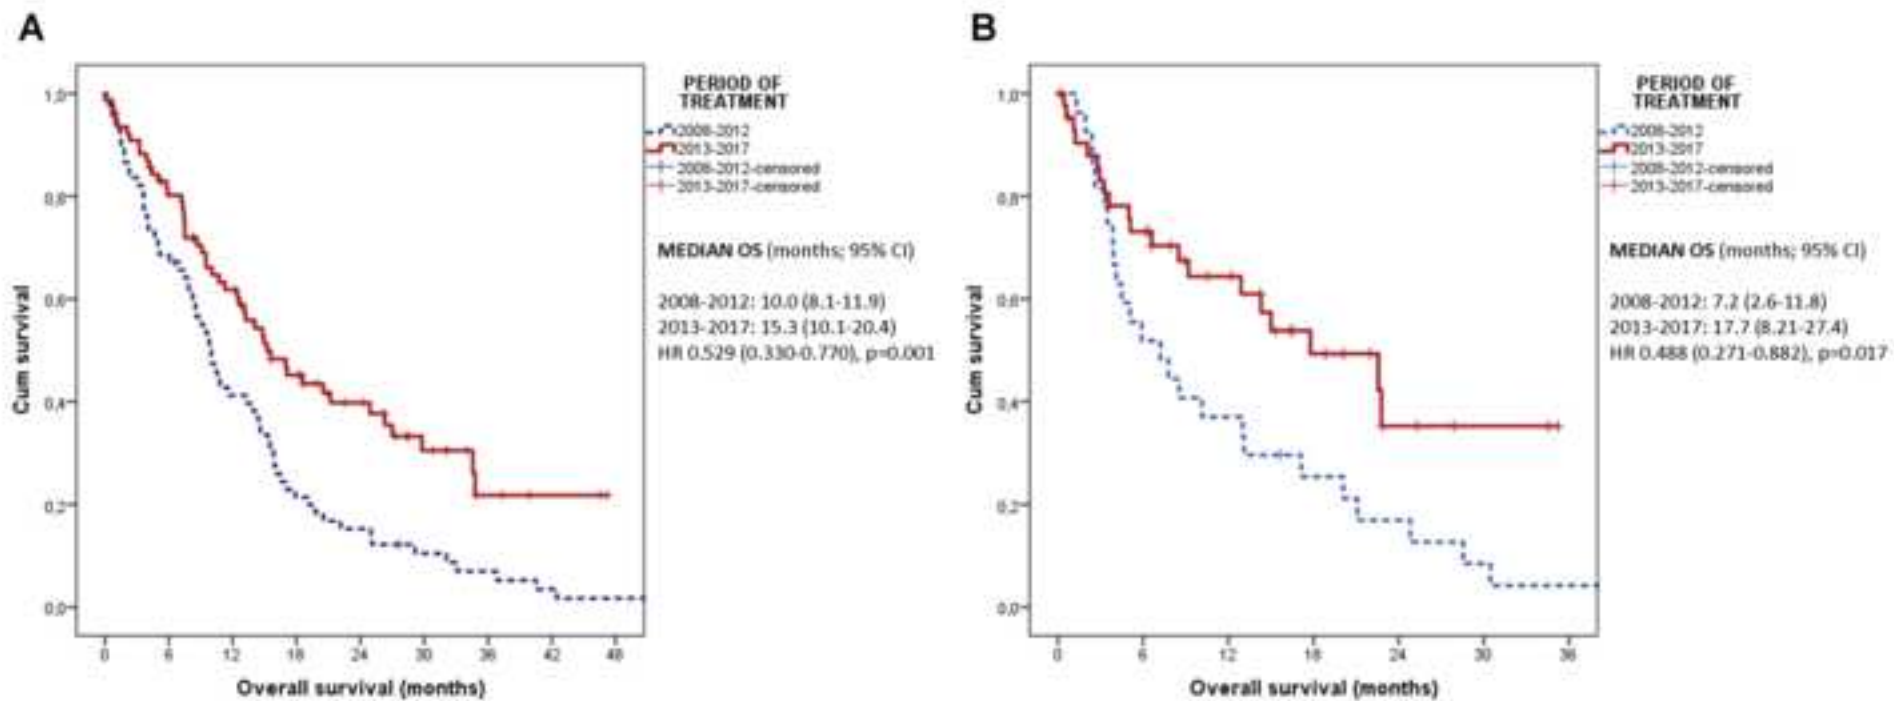 A
PERIOD OF
TREATMENT
2008-2012
2013-2017
2008-2012-censored
2013-2017-censored
MEDIAN OS (months; 95% CI)
2008-2012: 10.0 (8.1-11.9)
2013-2017: 15.3 (10.1-20.4)
HR 0.529 (0.330-0.770), p=0.001
Cum survival
1,0
0,8
0,6
0,4
0,2
0,0
0 6 12 18 24 30 36 42 48
Overall survival (months)
B
PERIOD OF
TREATMENT
2008-2012
2013-2017
2008-2012-censored
2013-2017-censored
MEDIAN OS (months; 95% CI)
2008-2012: 7.2 (2.6-11.8)
2013-2017: 17.7 (8.21-27.4)
HR 0.488 (0.271-0.882), p=0.017
Cum survival
1,0
0,8
0,6
0,4
0,2
0,0
0 6 12 18 24 30 36
Overall survival (months)